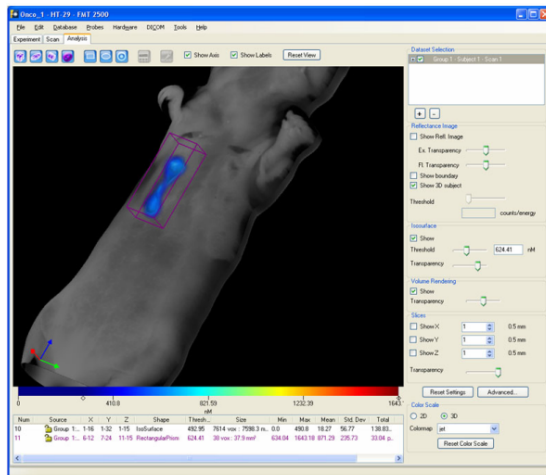 Onco_1 - HT-29 - FMT 2500
File Edit Database Probes Hardware DICOM Tools Help
Experiment Scan Analysis
Show Axis Show Labels Reset View
Dataset Selection
Group 1 - Subject 1 - Scan 1
+ -
Reflectance Image
Show Refl. Image
Ex. Transparency
Fl. Transparency
Show boundary
Show 3D subject
Threshold
counts/energy
Isosurface
Show
Threshold 624.41 nM
Transparency
Volume Rendering
Show
Transparency
Slices
Show X 1 0.5 mm
Show Y 1 0.5 mm
Show Z 1 0.5 mm
Transparency
Reset Settings Advanced...
Color Scale
2D 3D
Colormap jet
Reset Color Scale
0 410.8 821.59 1232.39 1643.
nM
Num Source X Y Z Shape Thresh... Size Min Max Mean Std. Dev Total
10 Group 1:... 1-16 1-32 1-15 IsoSurface 492.95 7614 vox : 7598.3 m... 0.0 490.8 18.27 56.77 138.83...
11 Group 1:... 6-12 7-24 11-15 RectangularPrism 624.41 38 vox : 37.9 mm³ 634.04 1643.18 871.29 235.73 33.04 p...